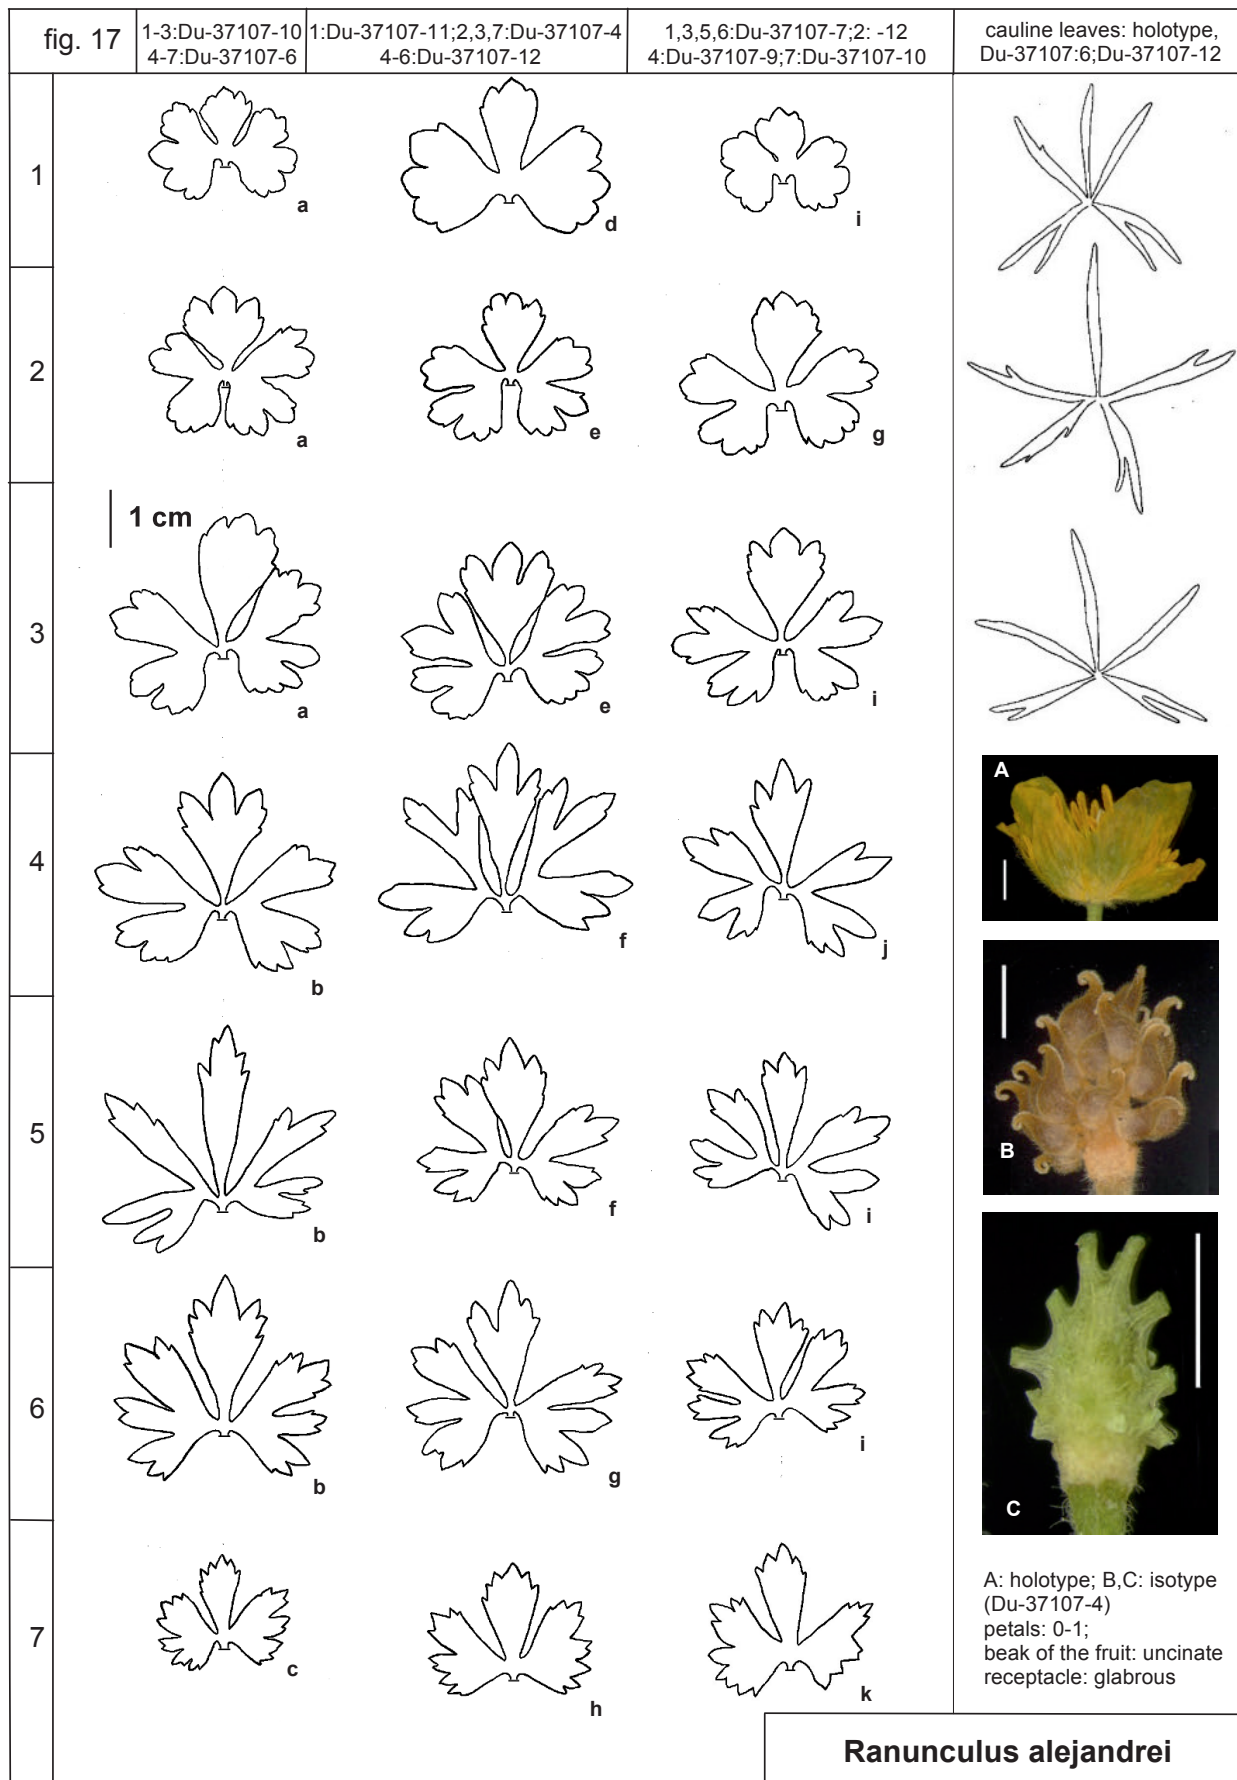 fig. 17
1-3:Du-37107-10
4-7:Du-37107-6
1:Du-37107-11;2,3,7:Du-37107-4
4-6:Du-37107-12
1,3,5,6:Du-37107-7;2: -12
4:Du-37107-9;7:Du-37107-10
cauline leaves: holotype,
Du-37107:6;Du-37107-12
1
a
d
i
2
a
e
g
1 cm
3
a
e
i
4
b
f
j
A
5
b
f
i
B
6
b
g
i
C
7
c
h
k
A: holotype; B,C: isotype
(Du-37107-4)
petals: 0-1;
beak of the fruit: uncinate
receptacle: glabrous
Ranunculus alejandrei